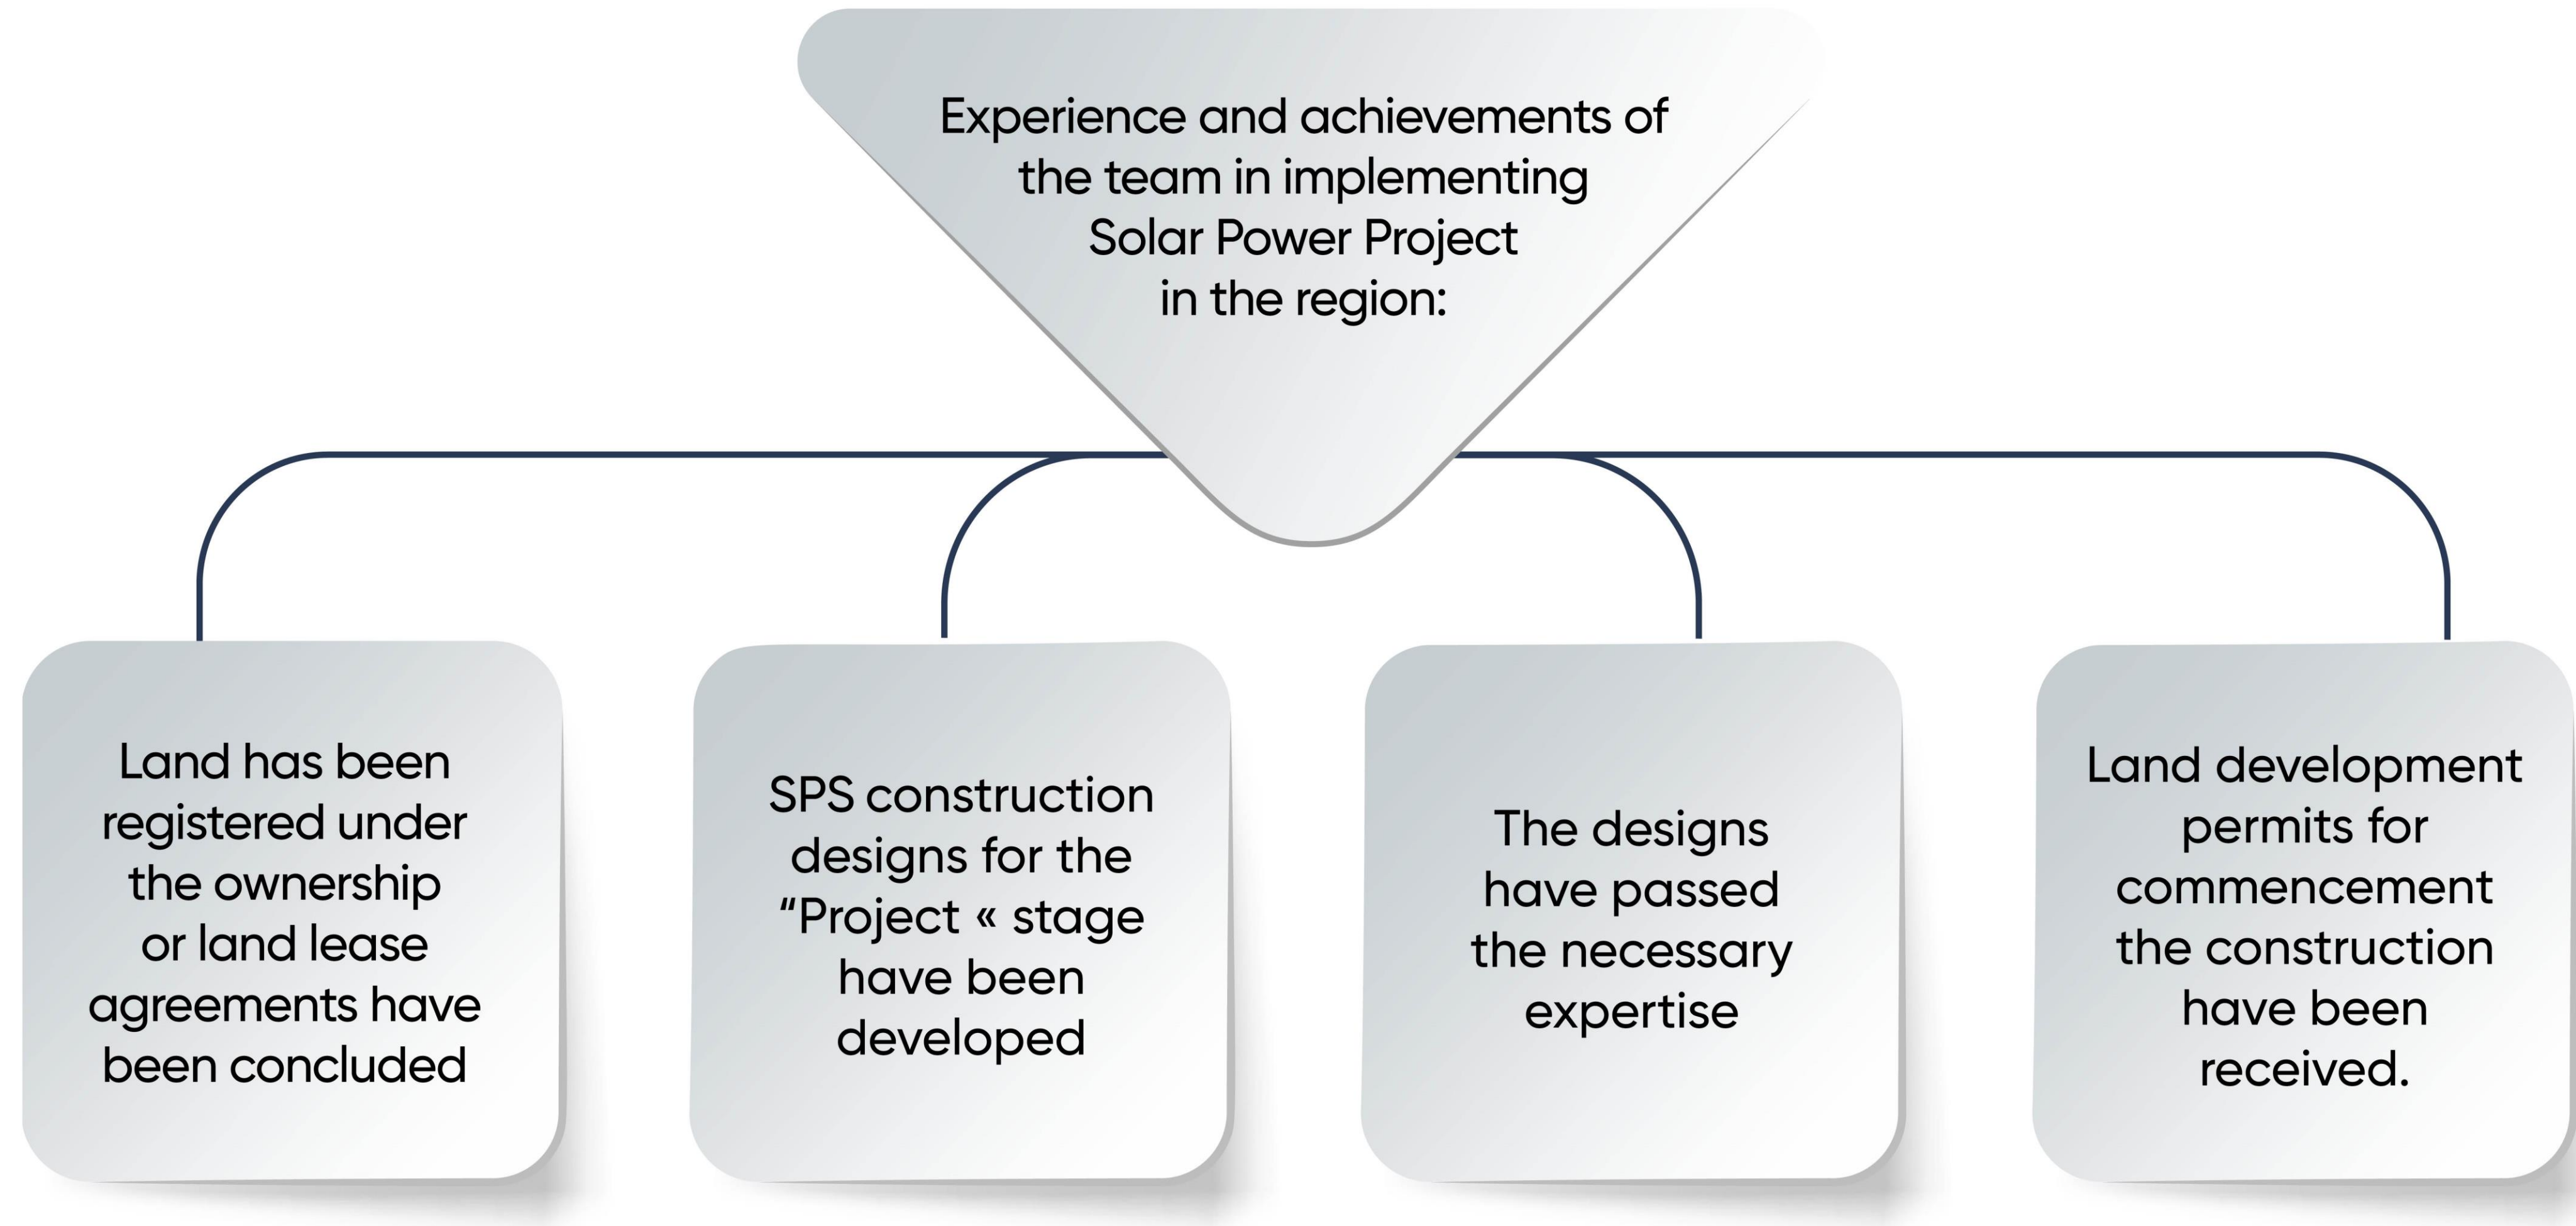 Experience and achievements of
the team in implementing
Solar Power Project
in the region:
Land has been
registered under
the ownership
or land lease
agreements have
been concluded
SPS construction
designs for the
“Project « stage
have been
developed
The designs
have passed
the necessary
expertise
Land development
permits for
commencement
the construction
have been
received.